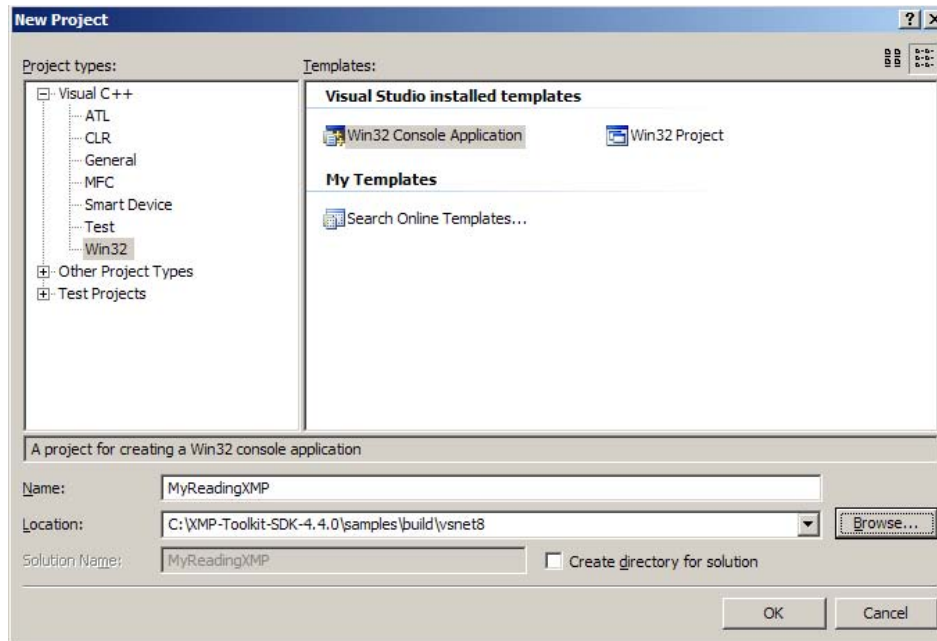 New Project
Project types:
Templates:
Visual C++
ATL
CLR
General
MFC
Smart Device
Test
Win32
Other Project Types
Test Projects
Visual Studio installed templates
Win32 Console Application
Win32 Project
My Templates
Search Online Templates...
A project for creating a Win32 console application
Name: MyReadingXMP
Location: C:\XMP-Toolkit-SDK-4.4.0\samples\build\vsnet8 Browse...
Solution Name: MyReadingXMP Create directory for solution
OK Cancel